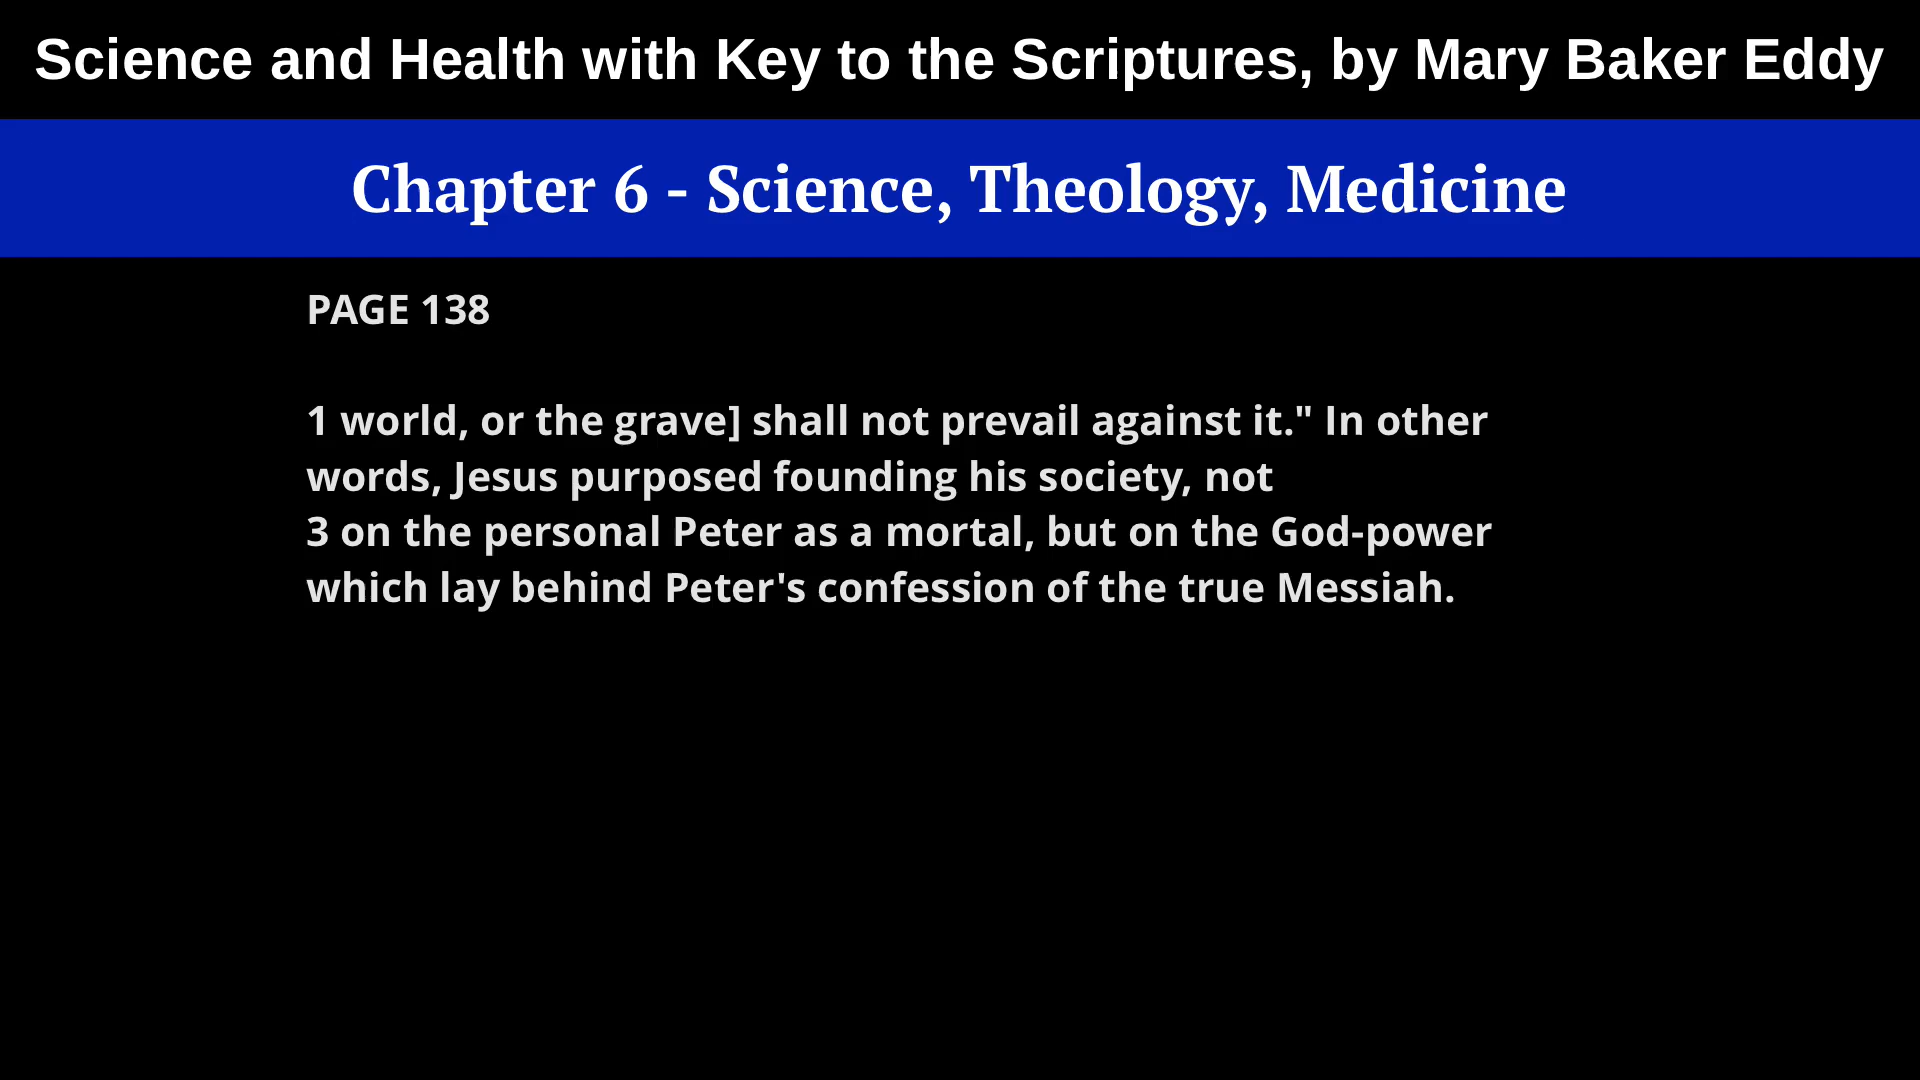 Science and Health with Key to the Scriptures, by Mary Baker Eddy
Chapter 6 - Science, Theology, Medicine
PAGE 138
1 world, or the grave] shall not prevail against it." In other
words, Jesus purposed founding his society, not
3 on the personal Peter as a mortal, but on the God-power
which lay behind Peter's confession of the true Messiah.